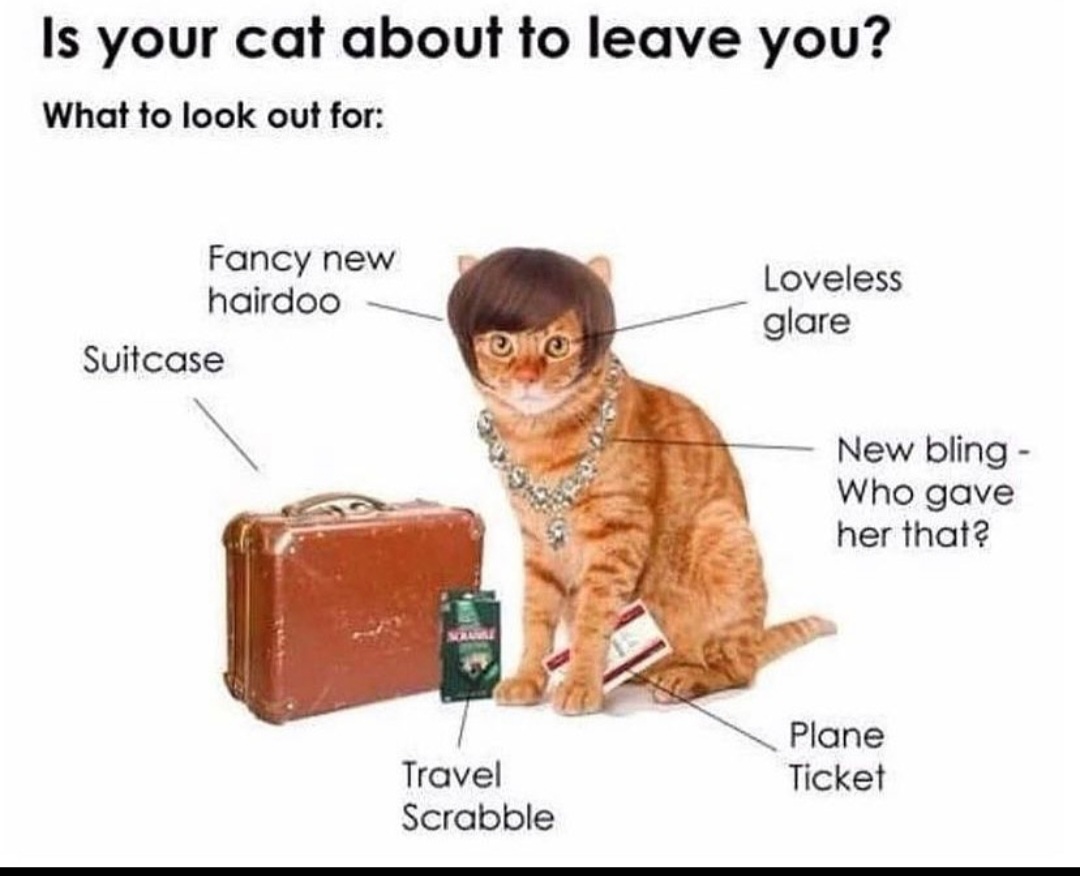 Is your cat about to leave you?
What to look out for:
Fancy new
hairdoo
Loveless
glare
Suitcase
New bling -
Who gave
her that?
SCRABBLE
Plane
Ticket
Travel
Scrabble